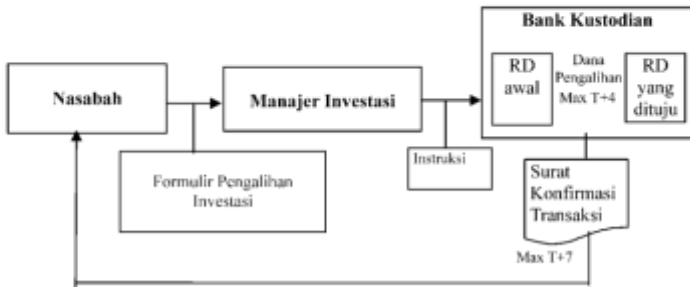 Bank Kustodian
RD
awal
Dana
Pengalihan
Max T+4
RD
yang
dituju
Nasabah
Manajer Investasi
Formulir Pengalihan
Investasi
Instruksi
Surat
Konfirmasi
Transaksi
Max T+7